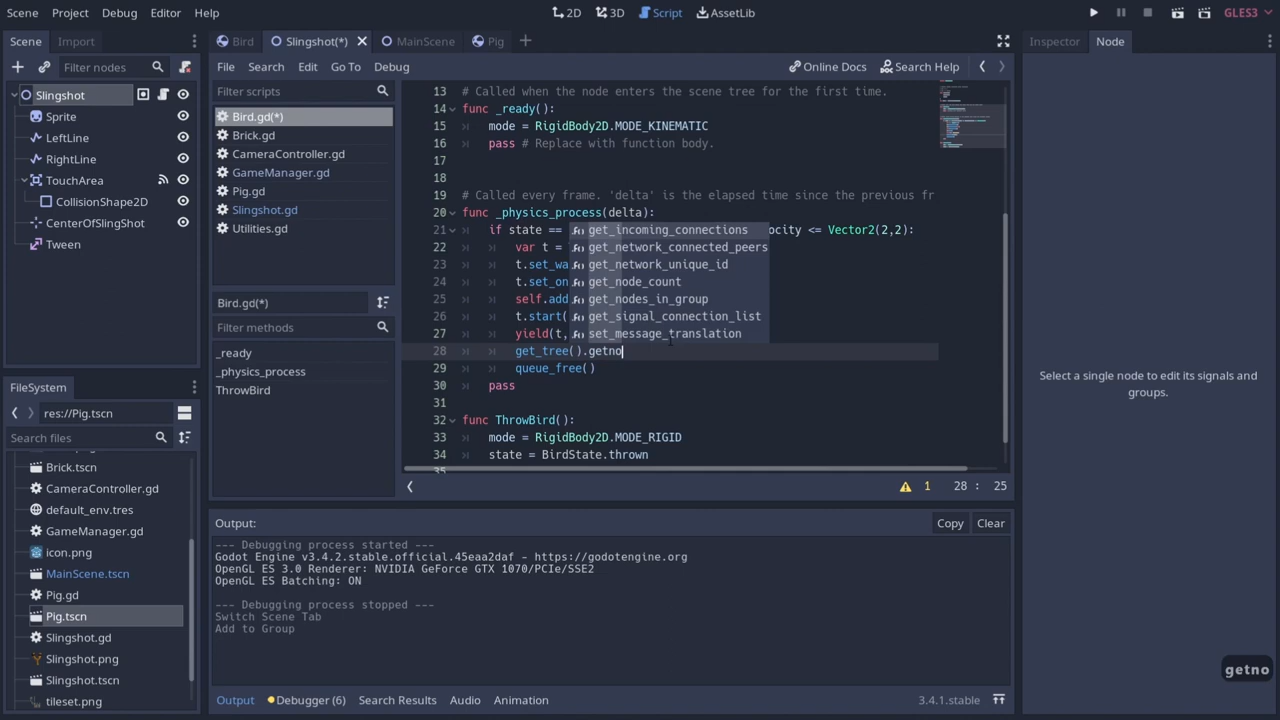 Scene Project Debug Editor Help
2D 3D Script AssetLib
GLES3
Scene Import
Filter nodes
Slingshot
Sprite
LeftLine
RightLine
TouchArea
CollisionShape2D
CenterOfSlingShot
Tween
FileSystem
res://Pig.tscn
Search files
Brick.tscn
CameraController.gd
default_env.tres
GameManager.gd
icon.png
MainScene.tscn
Pig.gd
Pig.tscn
Slingshot.gd
Slingshot.png
Slingshot.tscn
tileset.png
Bird Slingshot(*) MainScene Pig
File Search Edit Go To Debug
Online Docs Search Help
Filter scripts
Bird.gd(*)
Brick.gd
CameraController.gd
GameManager.gd
Pig.gd
Slingshot.gd
Utilities.gd
Bird.gd(*)
Filter methods
_ready
_physics_process
ThrowBird
13 # Called when the node enters the scene tree for the first time.
14 func _ready():
15 mode = RigidBody2D.MODE_KINEMATIC
16 pass # Replace with function body.
17
18
19 # Called every frame. 'delta' is the elapsed time since the previous fr
20 func _physics_process(delta):
21 if state == ocity <= Vector2(2,2):
22 var t =
23 t.set_wa
24 t.set_on
25 self.add
26 t.start(
27 yield(t,
28 get_tree().getno
29 queue_free()
30 pass
31
32 func ThrowBird():
33 mode = RigidBody2D.MODE_RIGID
34 state = BirdState.thrown
get_incoming_connections
get_network_connected_peers
get_network_unique_id
get_node_count
get_nodes_in_group
get_signal_connection_list
set_message_translation
1 28 : 25
Output:
Copy Clear
--- Debugging process started ---
Godot Engine v3.4.2.stable.official.45eaa2daf - https://godotengine.org
OpenGL ES 3.0 Renderer: NVIDIA GeForce GTX 1070/PCIe/SSE2
OpenGL ES Batching: ON
--- Debugging process stopped ---
Switch Scene Tab
Add to Group
Output Debugger (6) Search Results Audio Animation
3.4.1.stable
Inspector Node
Select a single node to edit its signals and
groups.
getno